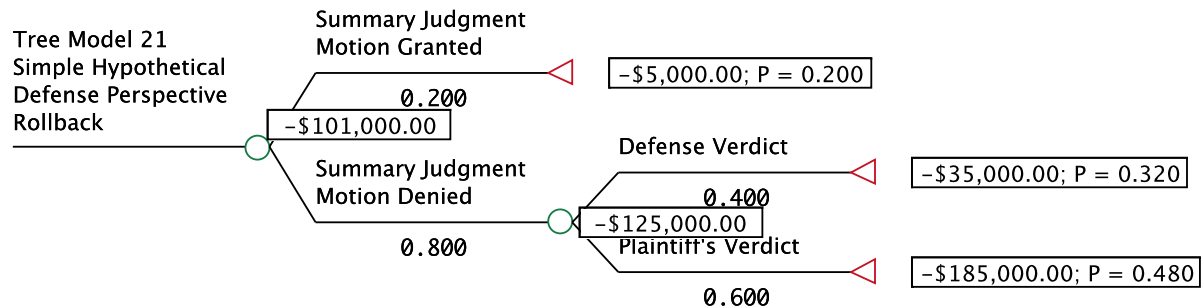 Tree Model 21
Simple Hypothetical
Defense Perspective
Rollback
Summary Judgment
Motion Granted
0.200
–$5,000.00; P = 0.200
–$101,000.00
Summary Judgment
Motion Denied
0.800
Defense Verdict
0.400
–$35,000.00; P = 0.320
–$125,000.00
Plaintiff's Verdict
0.600
–$185,000.00; P = 0.480